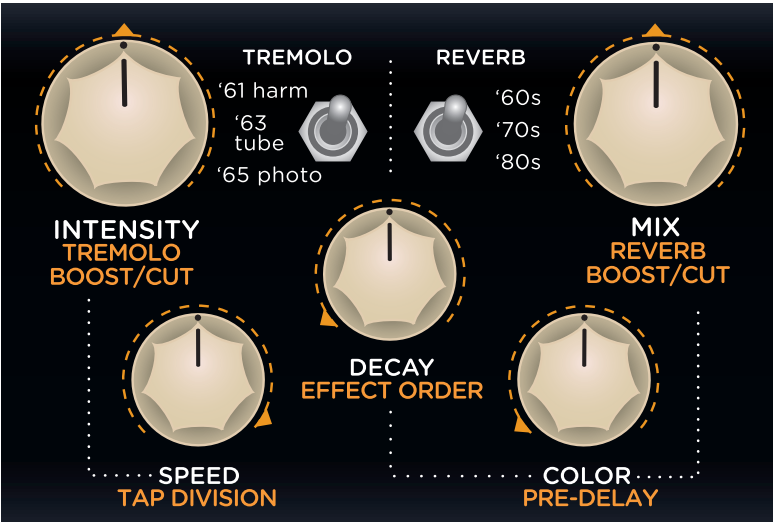 TREMOLO
REVERB
‘61 harm
‘63
tube
‘65 photo
‘60s
‘70s
‘80s
INTENSITY
TREMOLO
BOOST/CUT
MIX
REVERB
BOOST/CUT
DECAY
EFFECT ORDER
SPEED
TAP DIVISION
COLOR
PRE-DELAY